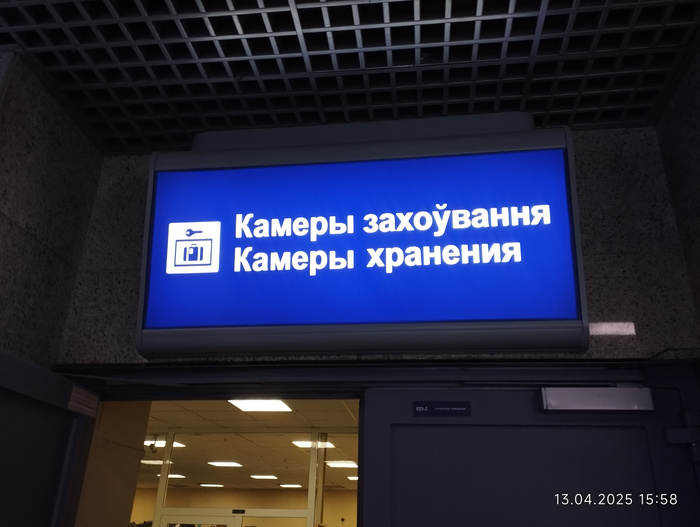 Камеры захоўвання
Камеры хранения
13.04.2025 15:58